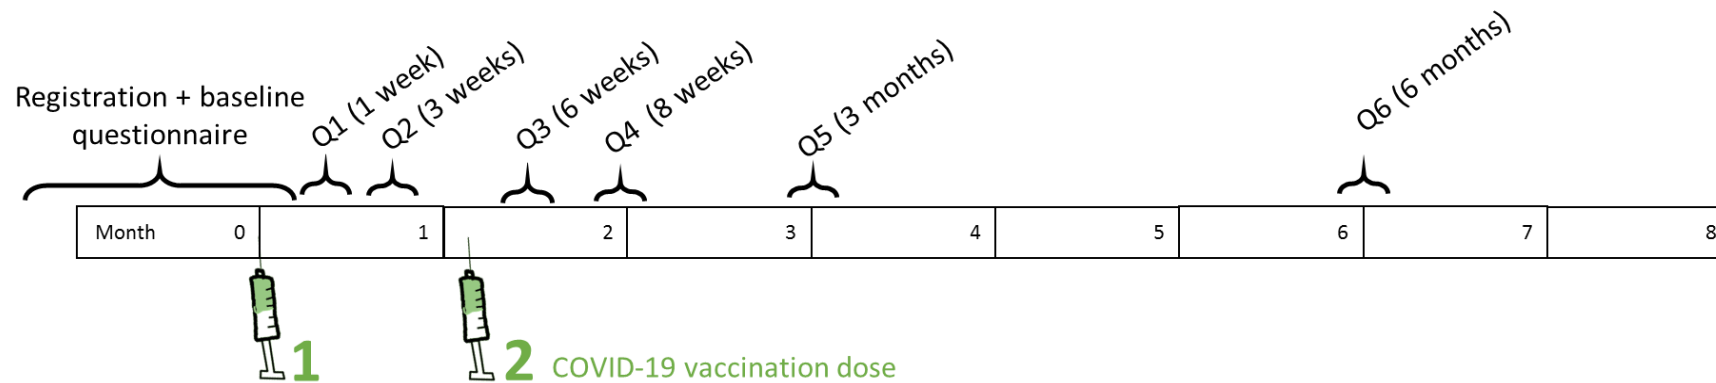 Registration + baseline
questionnaire
Q1 (1 week)
Q2 (3 weeks)
Q3 (6 weeks)
Q4 (8 weeks)
Q5 (3 months)
Q6 (6 months)
Month 0 1 2 3 4 5 6 7 8
1 2 COVID-19 vaccination dose